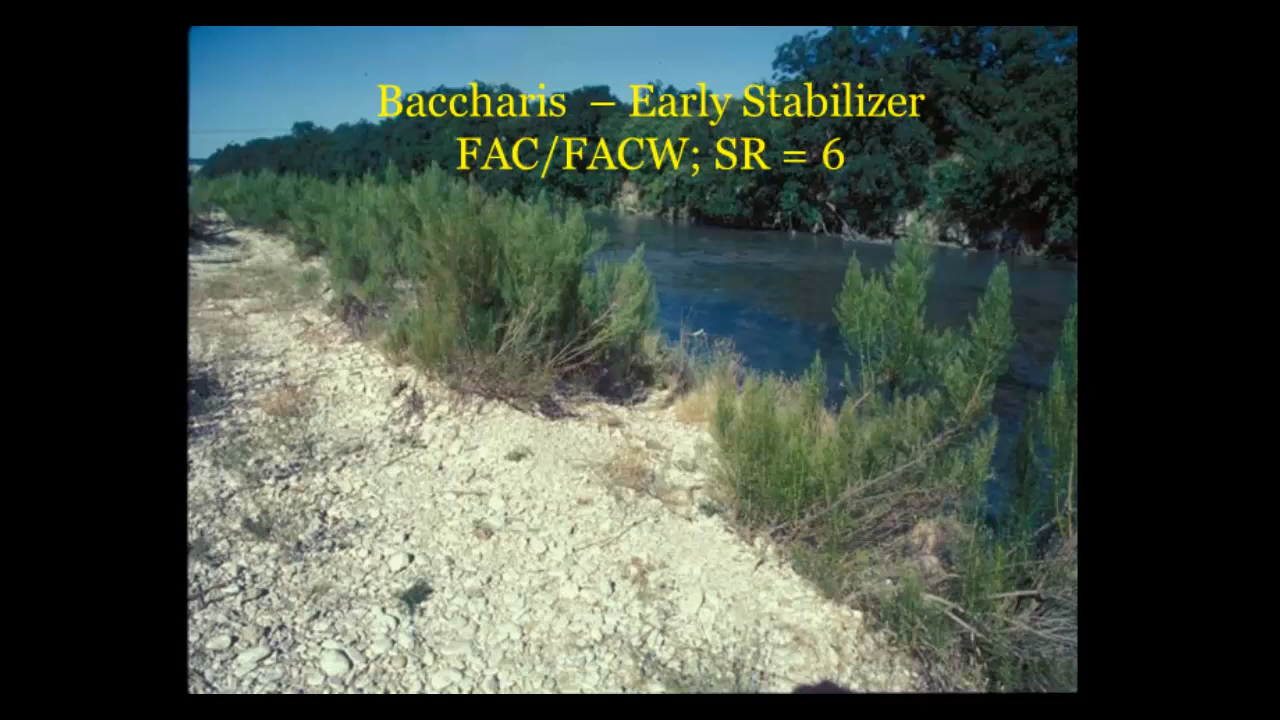 Baccharis – Early Stabilizer
FAC/FACW; SR = 6